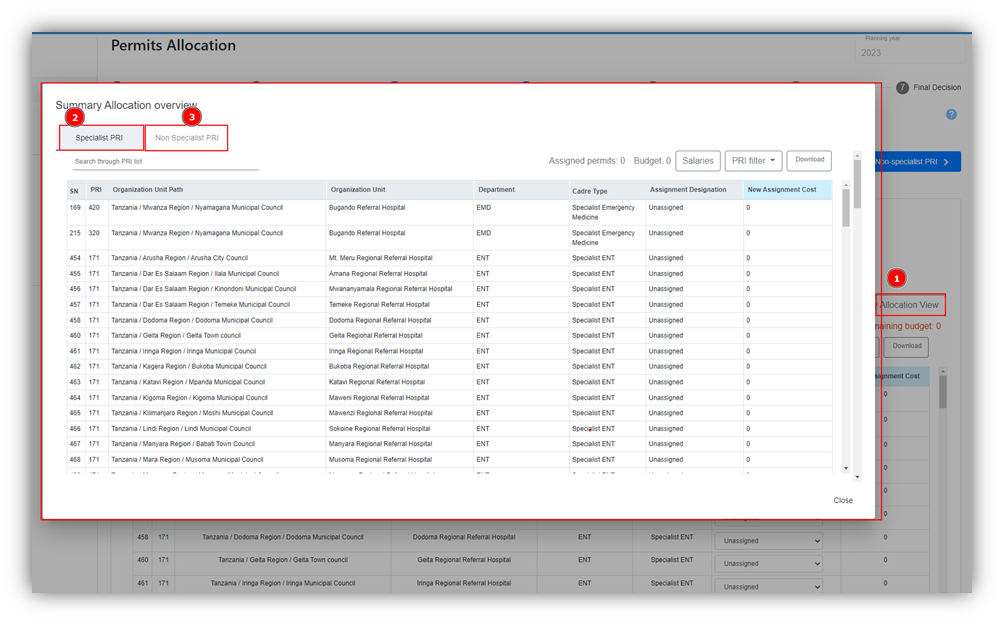 Permits Allocation
Planning year
2023
7 Final Decision
?
Summary Allocation overview
2
3
Specialist PRI
Non Specialist PRI
Search through PRI list
Assigned permits: 0 Budget: 0 Salaries PRI filter Download
Non-specialist PRI
SN PRI Organization Unit Path Organization Unit Department Cadre Type Assignment Designation New Assignment Cost
169 420 Tanzania / Mwanza Region / Nyamagana Municipal Council Bugando Referral Hospital EMD Specialist Emergency Unassigned 0
Medicine
215 320 Tanzania / Mwanza Region / Nyamagana Municipal Council Bugando Referral Hospital EMD Specialist Emergency Unassigned 0
Medicine
454 171 Tanzania / Arusha Region / Arusha City Council Mt. Meru Regional Referral Hospital ENT Specialist ENT Unassigned 0
455 171 Tanzania / Dar Es Salaam Region / Ilala Municipal Council Amana Regional Referral Hospital ENT Specialist ENT Unassigned 0
456 171 Tanzania / Dar Es Salaam Region / Kinondoni Municipal Council Mwananyamala Regional Referral Hospital ENT Specialist ENT Unassigned 0
457 171 Tanzania / Dar Es Salaam Region / Temeke Municipal Council Temeke Regional Referral Hospital ENT Specialist ENT Unassigned 0
458 171 Tanzania / Dodoma Region / Dodoma Municipal Council Dodoma Regional Referral Hospital ENT Specialist ENT Unassigned 0
460 171 Tanzania / Geita Region / Geita Town council Geita Regional Referral Hospital ENT Specialist ENT Unassigned 0
461 171 Tanzania / Iringa Region / Iringa Municipal Council Iringa Regional Referral Hospital ENT Specialist ENT Unassigned 0
462 171 Tanzania / Kagera Region / Bukoba Municipal Council Bukoba Regional Referral Hospital ENT Specialist ENT Unassigned 0
463 171 Tanzania / Katavi Region / Mpanda Municipal Council Katavi Regional Referral Hospital ENT Specialist ENT Unassigned 0
464 171 Tanzania / Kigoma Region / Kigoma Municipal Council Maveni Regional Referral Hospital ENT Specialist ENT Unassigned 0
465 171 Tanzania / Kilimanjaro Region / Moshi Municipal Council Mawenzi Regional Referral Hospital ENT Specialist ENT Unassigned 0
466 171 Tanzania / Lindi Region / Lindi Municipal Council Sokoine Regional Referral Hospital ENT Specialist ENT Unassigned 0
467 171 Tanzania / Manyara Region / Babati Town Council Manyara Regional Referral Hospital ENT Specialist ENT Unassigned 0
468 171 Tanzania / Mara Region / Musoma Municipal Council Musoma Regional Referral Hospital ENT Specialist ENT Unassigned 0
Close
1
Allocation View
budget: 0
Download
Cost
0
0
0
0
0
0
458 171 Tanzania / Dodoma Region / Dodoma Municipal Council Dodoma Regional Referral Hospital ENT Specialist ENT Unassigned 0
460 171 Tanzania / Geita Region / Geita Town council Geita Regional Referral Hospital ENT Specialist ENT Unassigned 0
461 171 Tanzania / Iringa Region / Iringa Municipal Council Iringa Regional Referral Hospital ENT Specialist ENT Unassigned 0